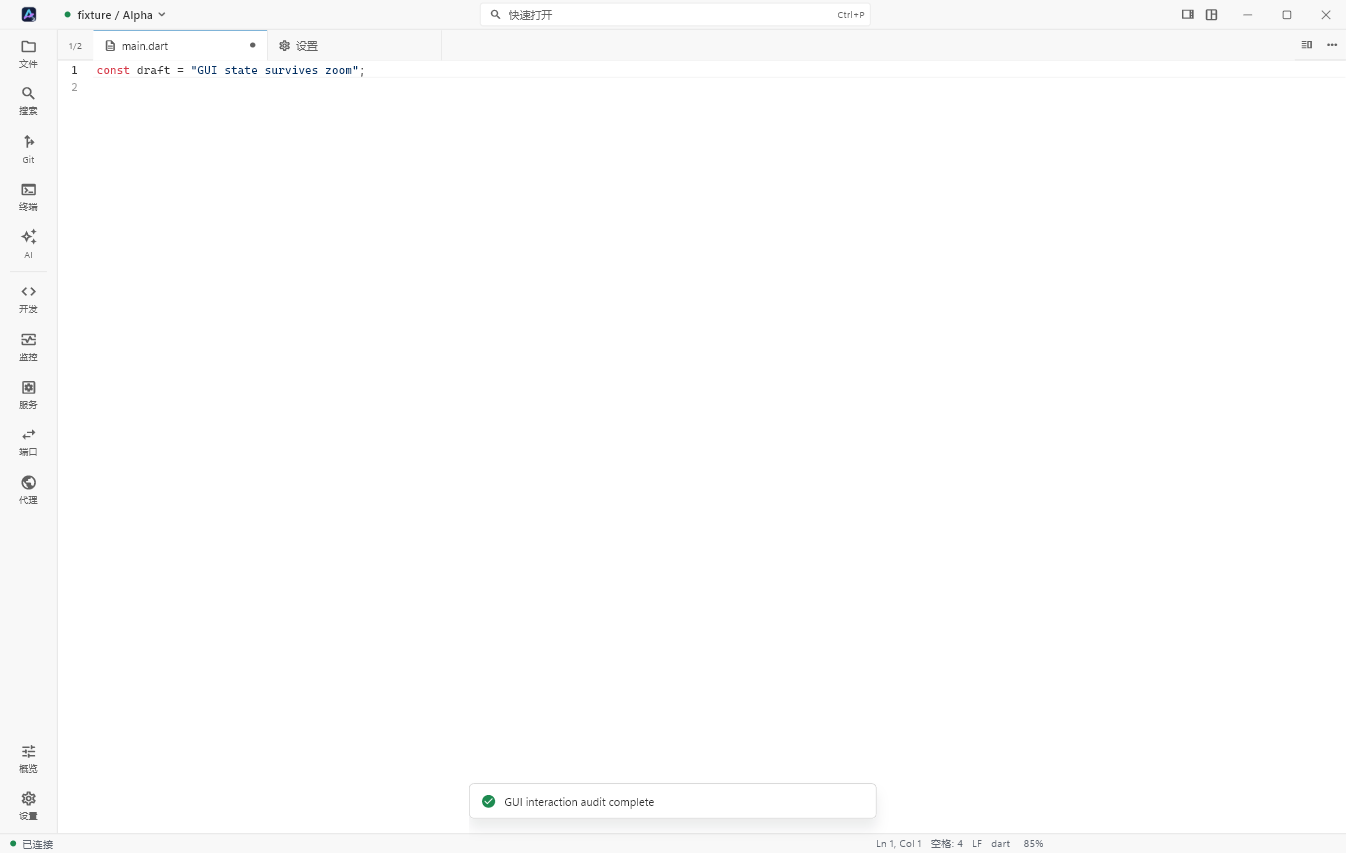 fixture / Alpha
快速打开 Ctrl+P
1/2 main.dart 设置
文件
搜索
Git
终端
AI
开发
监控
服务
端口
代理
概览
设置
1 const draft = "GUI state survives zoom";
2
GUI interaction audit complete
已连接 Ln 1, Col 1 空格: 4 LF dart 85%